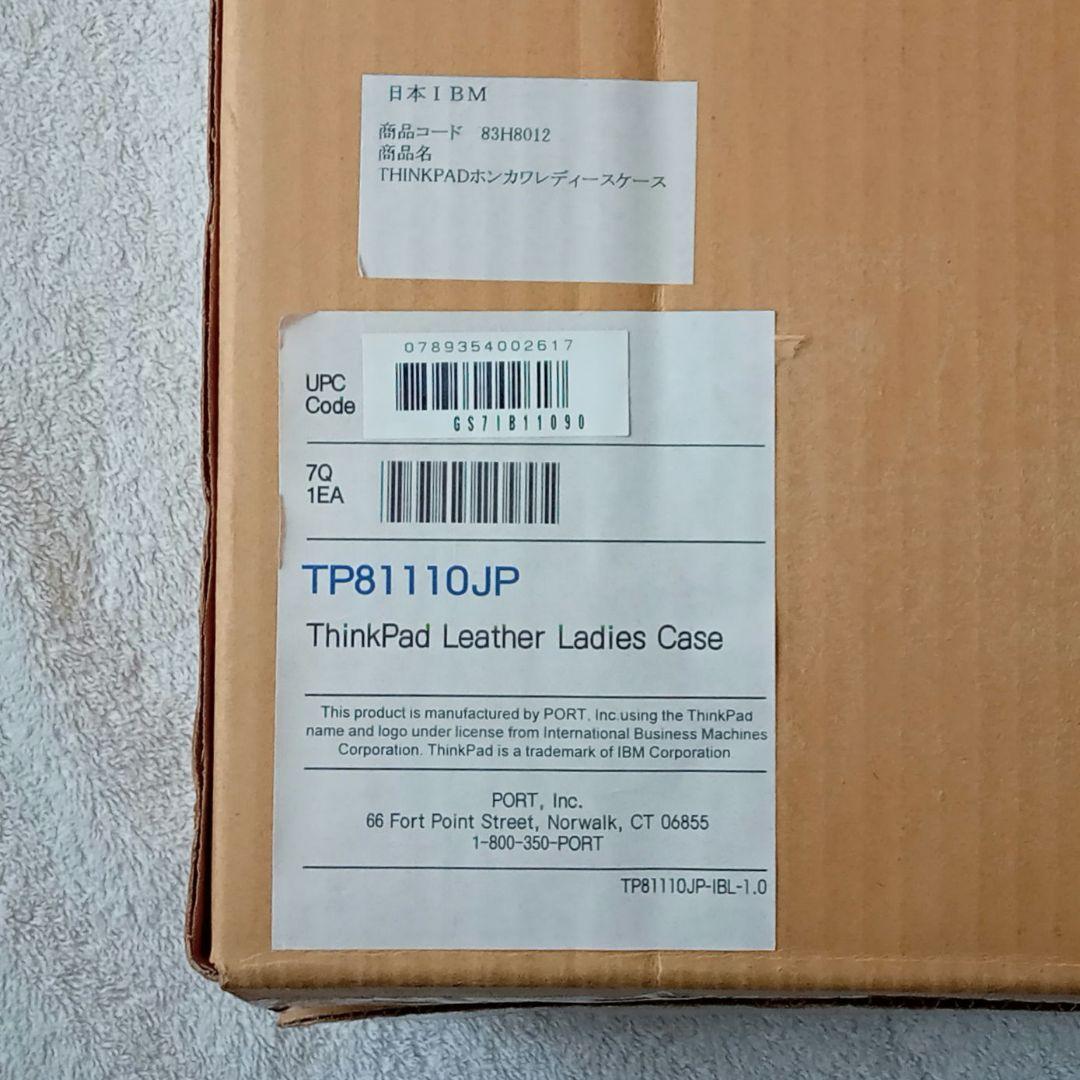 日本IBM
商品コード 83H8012
商品名
THINKPADホンカワレディースケース
0789354002617
UPC
Code
GS7IB11090
7Q
1EA
TP81110JP
ThinkPad Leather Ladies Case
This product is manufactured by PORT, Inc.using the ThinkPad
name and logo under license from International Business Machines
Corporation. ThinkPad is a trademark of IBM Corporation
PORT, Inc.
66 Fort Point Street, Norwalk, CT 06855
1-800-350-PORT
TP81110JP-IBL-1.0